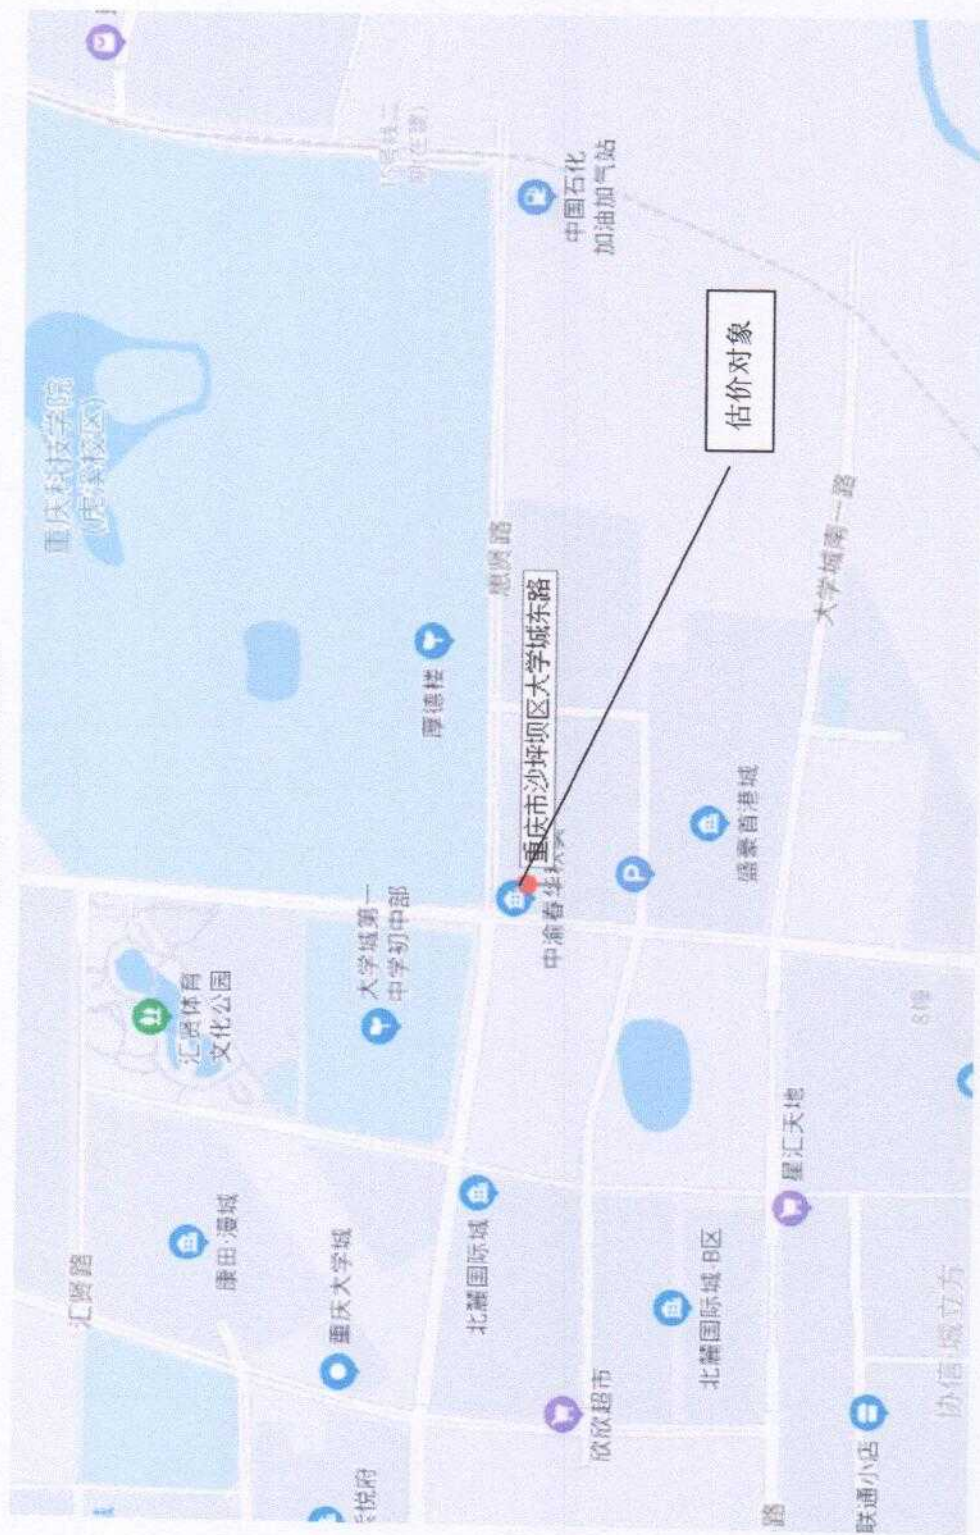 重庆科技学院
(虎溪校区)
中国石化
加油加气站
估价对象
惠贤路
大学城南一路
厚德楼
重庆市沙坪坝区大学城东路
中渝春华秋实
盛豪首港城
P
大学城第一
中学初中部
汇贤体育
文化公园
星汇天地
北麓国际城
北麓国际城·B区
康田·漫城
重庆大学城
汇贤路
欣欣超市
协信·城立方
联通小店
悦府
路